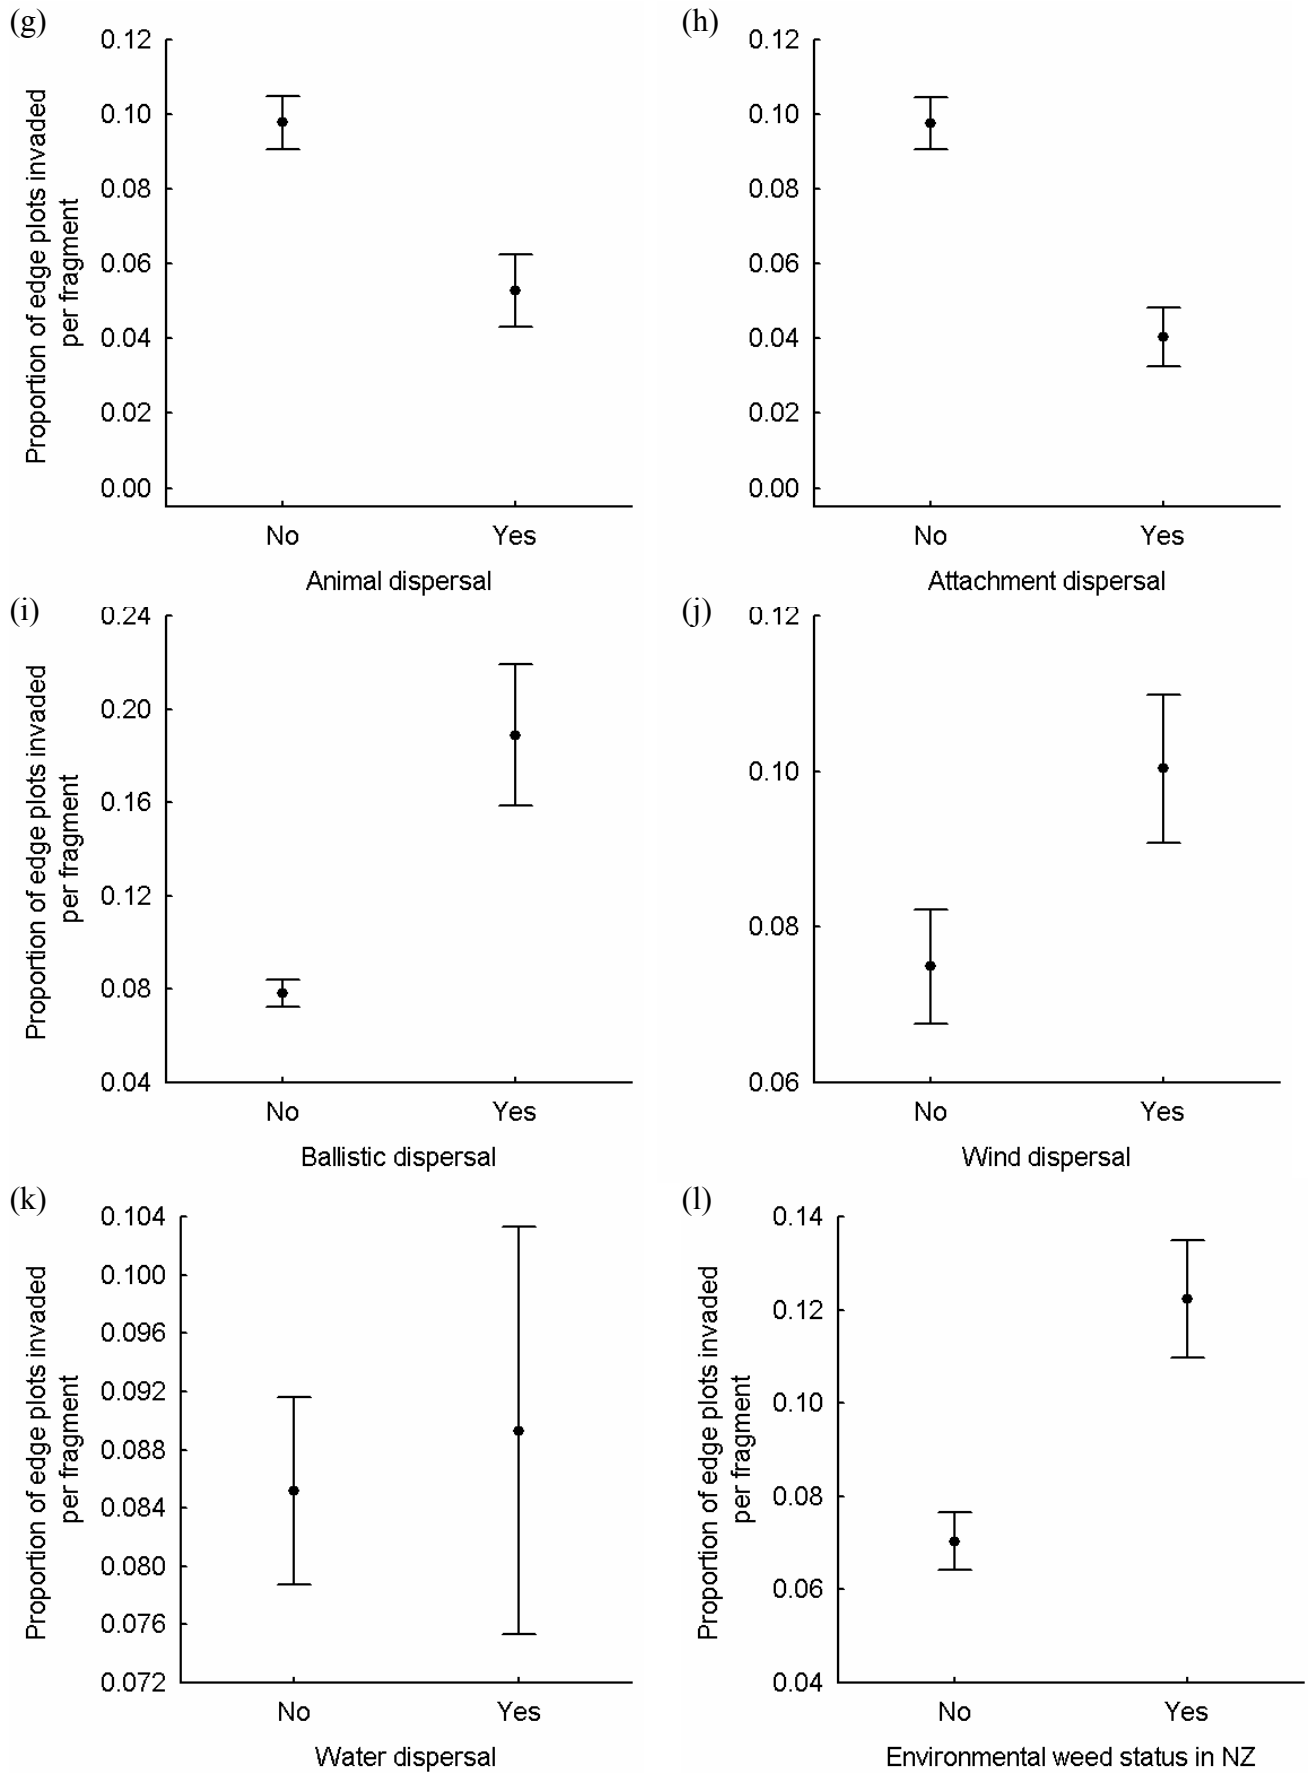 (g)
0.12
0.10
0.08
0.06
0.04
0.02
0.00
Proportion of edge plots invaded
per fragment
No
Yes
Animal dispersal
(h)
0.12
0.10
0.08
0.06
0.04
0.02
0.00
No
Yes
Attachment dispersal
(i)
0.24
0.20
0.16
0.12
0.08
0.04
Proportion of edge plots invaded
per fragment
No
Yes
Ballistic dispersal
(j)
0.12
0.10
0.08
0.06
No
Yes
Wind dispersal
(k)
0.104
0.100
0.096
0.092
0.088
0.084
0.080
0.076
0.072
Proportion of edge plots invaded
per fragment
No
Yes
Water dispersal
(l)
0.14
0.12
0.10
0.08
0.06
0.04
Proportion of edge plots invaded
per fragment
No
Yes
Environmental weed status in NZ